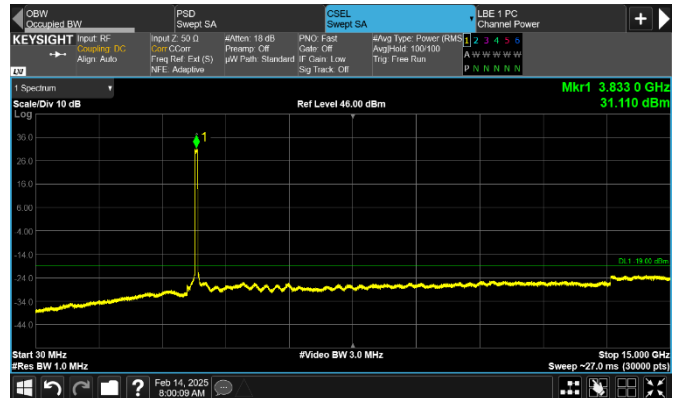 OBW
Occupied BW
PSD
Swept SA
CSEL
Swept SA
LBE 1 PC
Channel Power
KEYSIGHT
Input: RF
Coupling: DC
Align: Auto
Input Z: 50 Ω
Corr CCorr
Freq Ref: Ext (S)
NFE: Adaptive
#Atten: 18 dB
Preamp: Off
µW Path: Standard
PNO: Fast
Gate: Off
IF Gain: Low
Sig Track: Off
#Avg Type: Power (RMS
Avg|Hold: 100/100
Trig: Free Run
1 2 3 4 5 6
A W W W W W
P N N N N N
LXI
1 Spectrum
Scale/Div 10 dB
Log
Ref Level 46.00 dBm
Mkr1 3.833 0 GHz
31.110 dBm
36.0
26.0
16.0
6.00
-4.00
-14.0
-24.0
-34.0
-44.0
1
DL1 -19.00 dBm
Start 30 MHz
#Res BW 1.0 MHz
#Video BW 3.0 MHz
Stop 15.000 GHz
Sweep ~27.0 ms (30000 pts)
?
Feb 14, 2025
8:00:09 AM